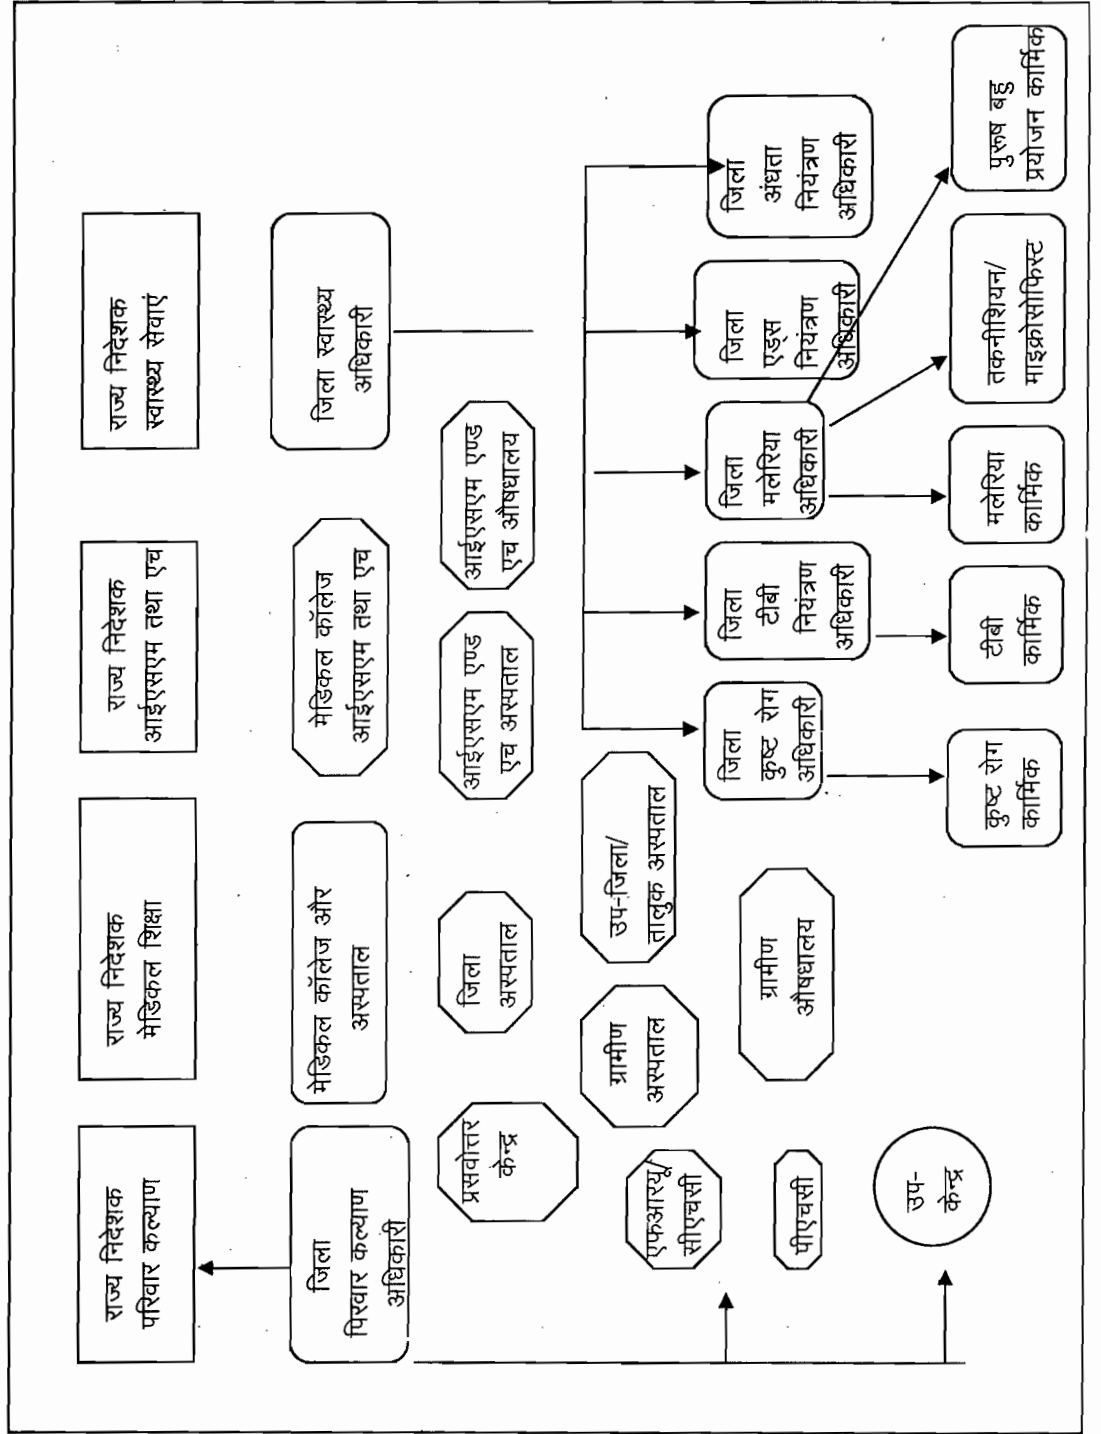 राज्य निदेशक
परिवार कल्याण
राज्य निदेशक
मेडिकल शिक्षा
राज्य निदेशक
आईएसएम तथा एच
राज्य निदेशक
स्वास्थ्य सेवाएं
जिला
पिरवार कल्याण
अधिकारी
मेडिकल कॉलेज और
अस्पताल
मेडिकल कॉलेज
आईएसएम तथा एच
जिला स्वास्थ्य
अधिकारी
प्रसवोत्तर
केन्द्र
जिला
अस्पताल
आईएसएम एण्ड
एच अस्पताल
आईएसएम एण्ड
एच औषधालय
एफआरयू/
सीएचसी
ग्रामीण
अस्पताल
उप-जिला/
तालुक अस्पताल
जिला
कुष्ट रोग
अधिकारी
जिला
टीबी
नियंत्रण
अधिकारी
जिला
मलेरिया
अधिकारी
जिला
एड्स
नियंत्रण
अधिकारी
जिला
अंधता
नियंत्रण
अधिकारी
पीएचसी
ग्रामीण
औषधालय
उप-
केन्द्र
कुष्ट रोग
कार्मिक
टीबी
कार्मिक
मलेरिया
कार्मिक
तकनीशियन/
माइक्रोसोफिस्ट
पुरूष बहु
प्रयोजन कार्मिक